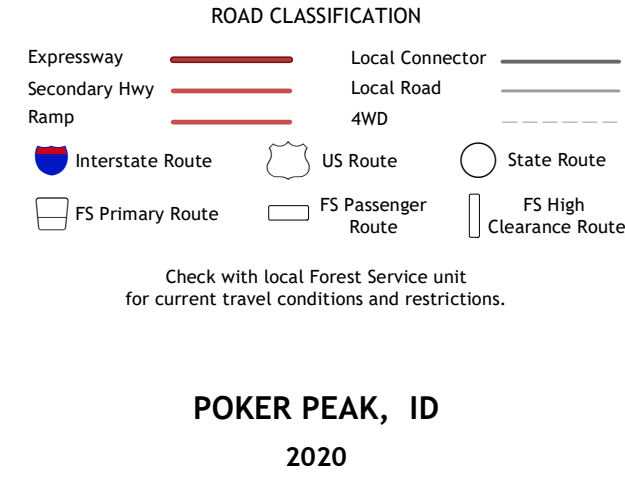 ROAD CLASSIFICATION
Expressway
Local Connector
Secondary Hwy
Local Road
Ramp
4WD
Interstate Route
US Route
State Route
FS Primary Route
FS Passenger
Route
FS High
Clearance Route
Check with local Forest Service unit
for current travel conditions and restrictions.
POKER PEAK, ID
2020